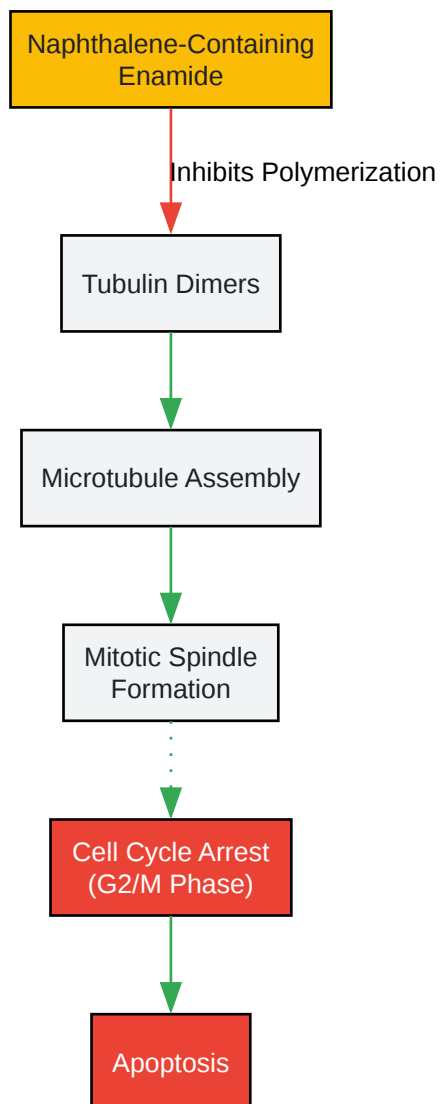 Naphthalene-Containing
Enamide
Inhibits Polymerization
Tubulin Dimers
Microtubule Assembly
Mitotic Spindle
Formation
Cell Cycle Arrest
(G2/M Phase)
Apoptosis